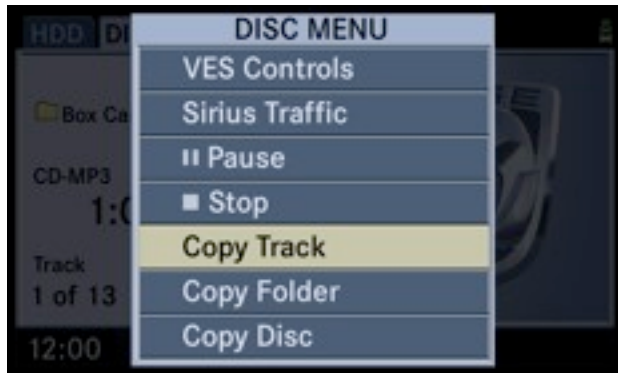 HDD DI
DISC MENU
VES Controls
Sirius Traffic
Box Ca
Pause
CD-MP3
Stop
1:0
Copy Track
Track
Copy Folder
1 of 13
Copy Disc
12:00